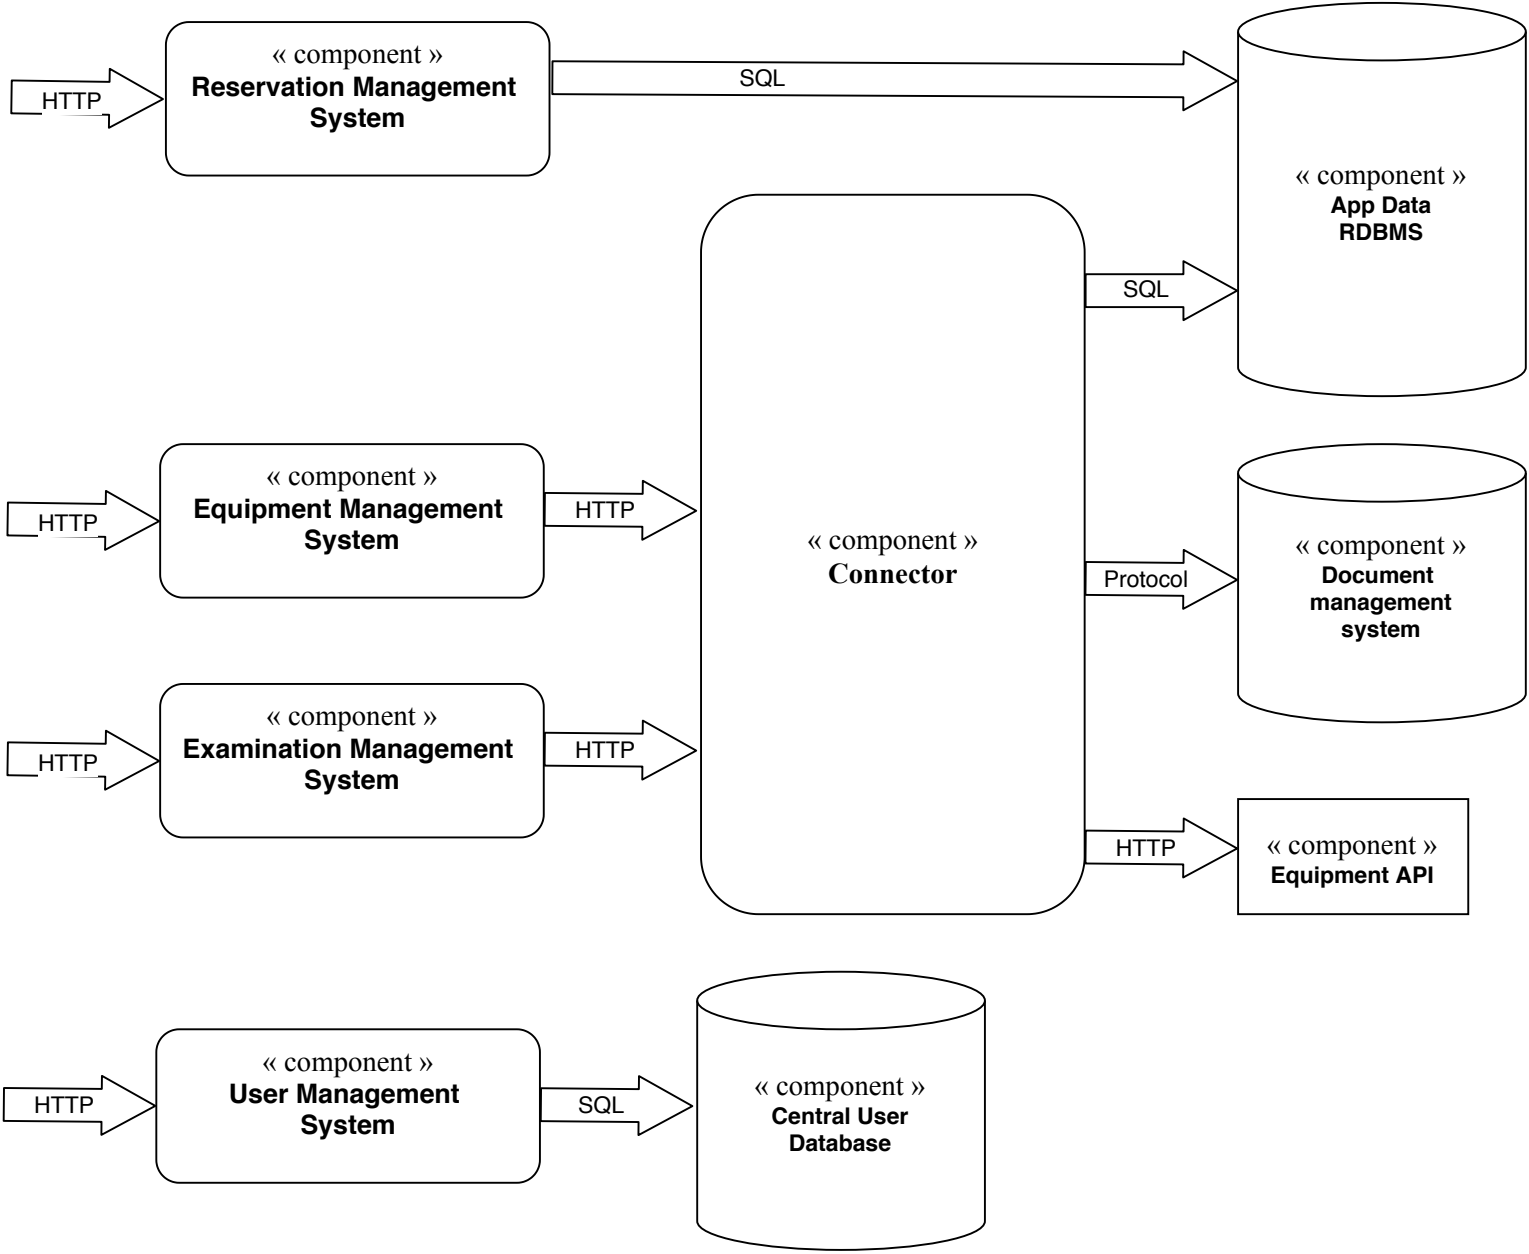 HTTP
« component »
Reservation Management
System
SQL
« component »
App Data
RDBMS
SQL
HTTP
« component »
Equipment Management
System
HTTP
« component »
Connector
Protocol
« component »
Document
management
system
HTTP
« component »
Examination Management
System
HTTP
HTTP
« component »
Equipment API
HTTP
« component »
User Management
System
SQL
« component »
Central User
Database